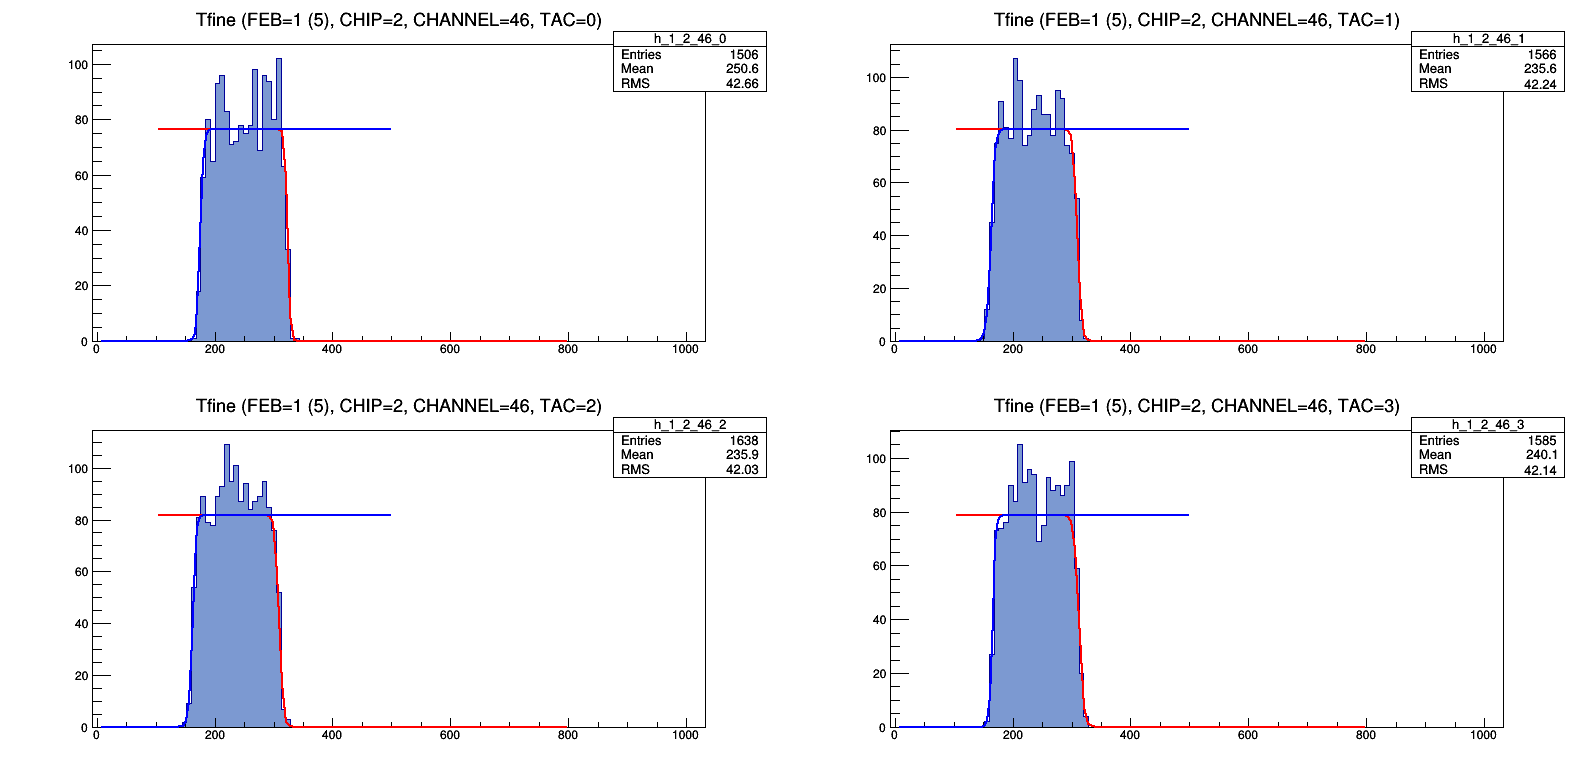 Tfine (FEB=1 (5), CHIP=2, CHANNEL=46, TAC=0)
h_1_2_46_0
Entries 1506
Mean 250.6
RMS 42.66
100
80
60
40
20
0
0 200 400 600 800 1000
Tfine (FEB=1 (5), CHIP=2, CHANNEL=46, TAC=1)
h_1_2_46_1
Entries 1566
Mean 235.6
RMS 42.24
100
80
60
40
20
0
0 200 400 600 800 1000
Tfine (FEB=1 (5), CHIP=2, CHANNEL=46, TAC=2)
h_1_2_46_2
Entries 1638
Mean 235.9
RMS 42.03
100
80
60
40
20
0
0 200 400 600 800 1000
Tfine (FEB=1 (5), CHIP=2, CHANNEL=46, TAC=3)
h_1_2_46_3
Entries 1585
Mean 240.1
RMS 42.14
100
80
60
40
20
0
0 200 400 600 800 1000